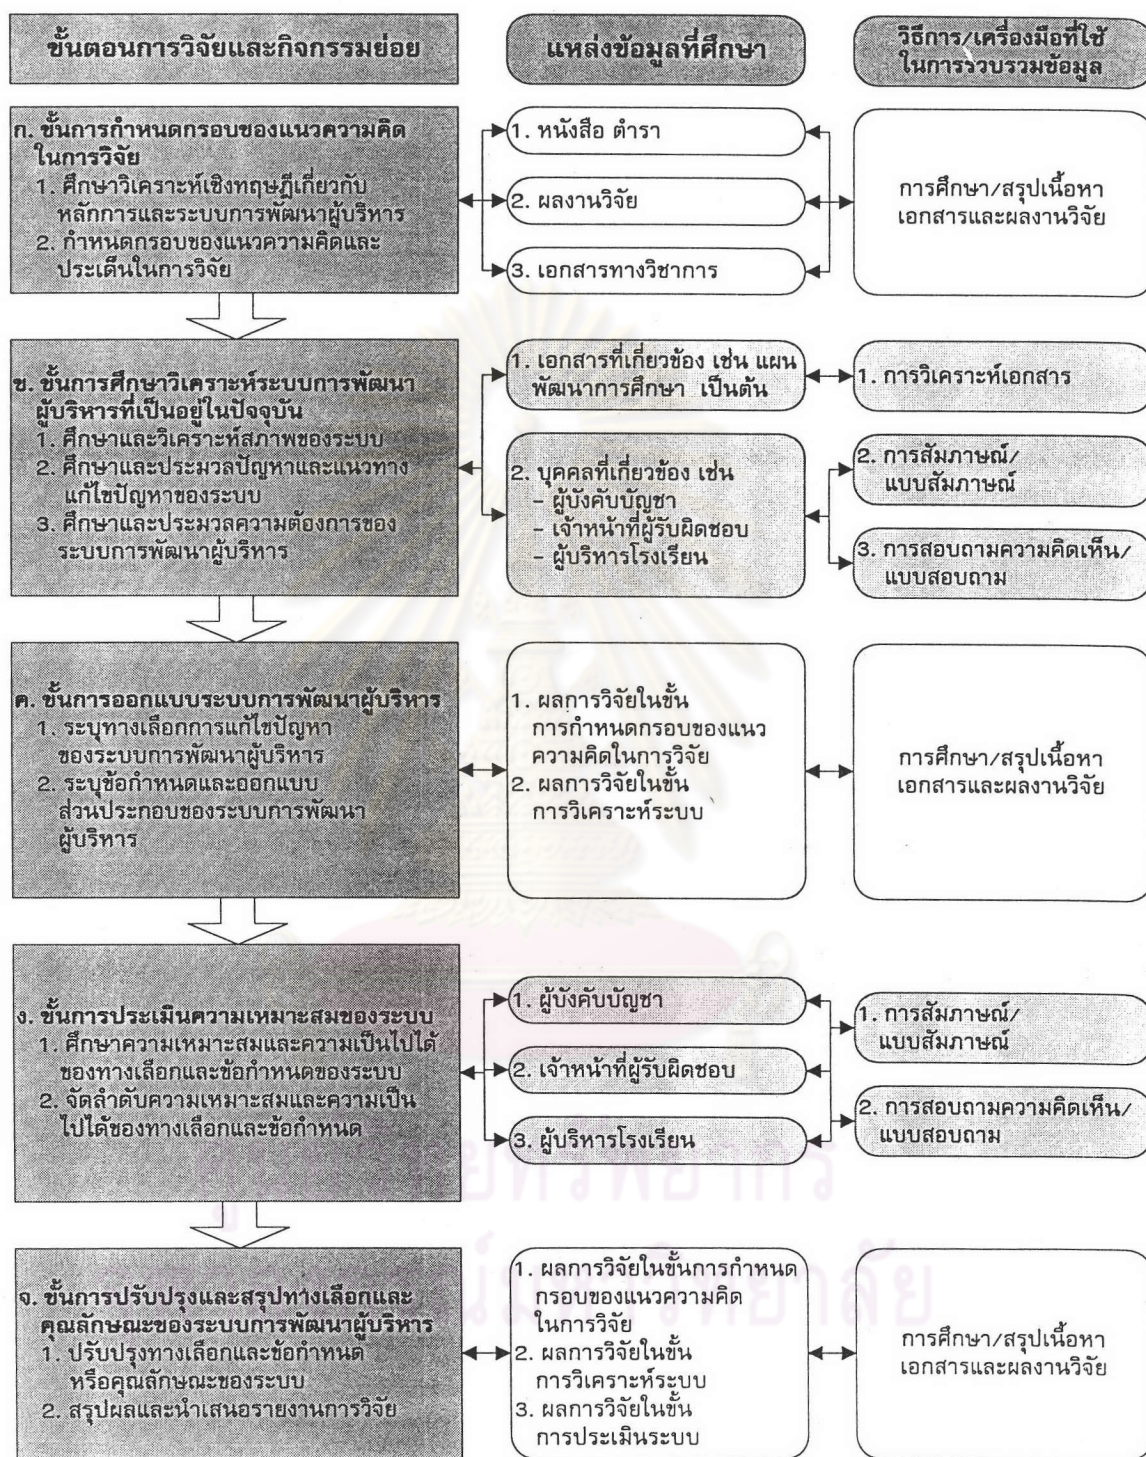 ขั้นตอนการวิจัยและกิจกรรมย่อย
แหล่งข้อมูลที่ศึกษา
วิธีการ/เครื่องมือที่ใช้
ในการรวบรวมข้อมูล
ก. ขั้นการกำหนดกรอบของแนวความคิด
ในการวิจัย
1. ศึกษาวิเคราะห์เชิงทฤษฎีเกี่ยวกับ
หลักการและระบบการพัฒนาผู้บริหาร
2. กำหนดกรอบของแนวความคิดและ
ประเด็นในการวิจัย
1. หนังสือ ตำรา
2. ผลงานวิจัย
3. เอกสารทางวิชาการ
การศึกษา/สรุปเนื้อหา
เอกสารและผลงานวิจัย
ข. ขั้นการศึกษาวิเคราะห์ระบบการพัฒนา
ผู้บริหารที่เป็นอยู่ในปัจจุบัน
1. ศึกษาและวิเคราะห์สภาพของระบบ
2. ศึกษาและประมวลปัญหาและแนวทาง
แก้ไขปัญหาของระบบ
3. ศึกษาและประมวลความต้องการของ
ระบบการพัฒนาผู้บริหาร
1. เอกสารที่เกี่ยวข้อง เช่น แผน
พัฒนาการศึกษา เป็นต้น
2. บุคคลที่เกี่ยวข้อง เช่น
- ผู้บังคับบัญชา
- เจ้าหน้าที่ผู้รับผิดชอบ
- ผู้บริหารโรงเรียน
1. การวิเคราะห์เอกสาร
2. การสัมภาษณ์/
แบบสัมภาษณ์
3. การสอบถามความคิดเห็น/
แบบสอบถาม
ค. ขั้นการออกแบบระบบการพัฒนาผู้บริหาร
1. ระบุทางเลือกการแก้ไขปัญหา
ของระบบการพัฒนาผู้บริหาร
2. ระบุข้อกำหนดและออกแบบ
ส่วนประกอบของระบบการพัฒนา
ผู้บริหาร
1. ผลการวิจัยในขั้น
การกำหนดกรอบของแนว
ความคิดในการวิจัย
2. ผลการวิจัยในขั้น
การวิเคราะห์ระบบ
การศึกษา/สรุปเนื้อหา
เอกสารและผลงานวิจัย
ง. ขั้นการประเมินความเหมาะสมของระบบ
1. ศึกษาความเหมาะสมและความเป็นไปได้
ของทางเลือกและข้อกำหนดของระบบ
2. จัดลำดับความเหมาะสมและความเป็น
ไปได้ของทางเลือกและข้อกำหนด
1. ผู้บังคับบัญชา
2. เจ้าหน้าที่ผู้รับผิดชอบ
3. ผู้บริหารโรงเรียน
1. การสัมภาษณ์/
แบบสัมภาษณ์
2. การสอบถามความคิดเห็น/
แบบสอบถาม
จ. ขั้นการปรับปรุงและสรุปทางเลือกและ
คุณลักษณะของระบบการพัฒนาผู้บริหาร
1. ปรับปรุงทางเลือกและข้อกำหนด
หรือคุณลักษณะของระบบ
2. สรุปผลและนำเสนอรายงานการวิจัย
1. ผลการวิจัยในขั้นการกำหนด
กรอบของแนวความคิด
ในการวิจัย
2. ผลการวิจัยในขั้น
การวิเคราะห์ระบบ
3. ผลการวิจัยในขั้น
การประเมินระบบ
การศึกษา/สรุปเนื้อหา
เอกสารและผลงานวิจัย